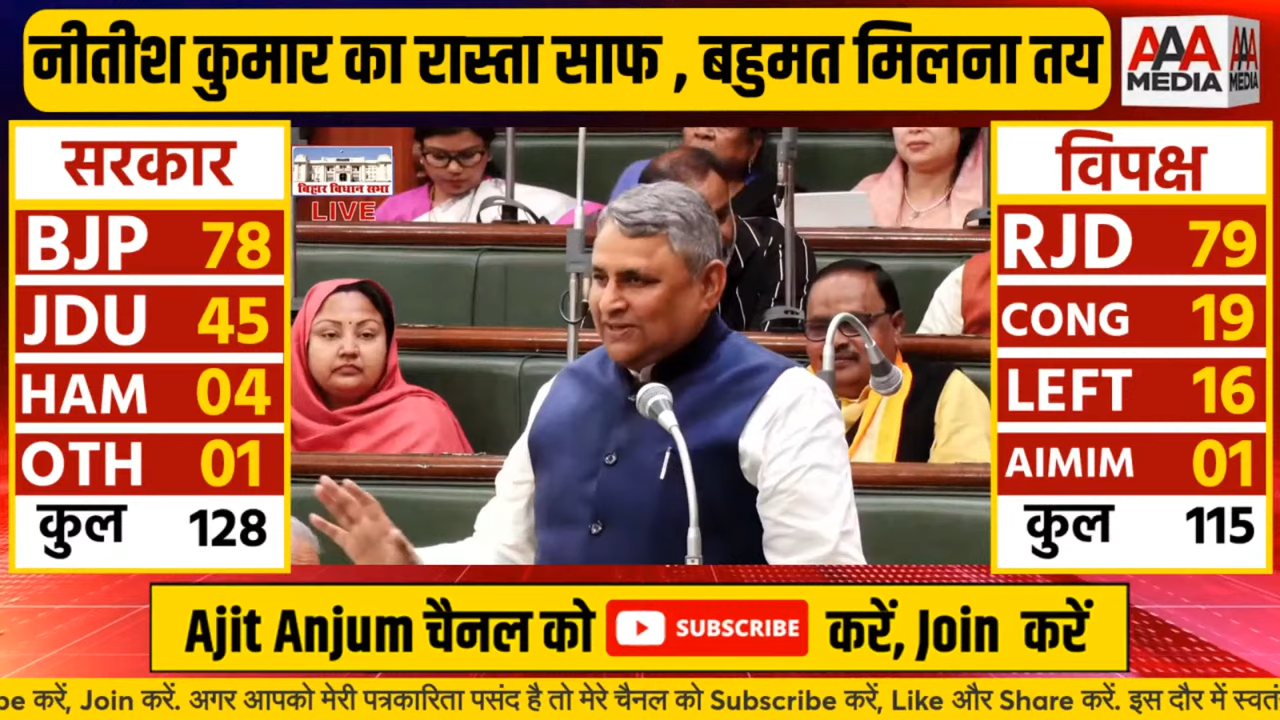 नीतीश कुमार का रास्ता साफ , बहुमत मिलना तय
AAA MEDIA
AAA MEDIA
सरकार
BJP 78
JDU 45
HAM 04
OTH 01
कुल 128
बिहार विधान सभा
LIVE
विपक्ष
RJD 79
CONG 19
LEFT 16
AIMIM 01
कुल 115
Ajit Anjum चैनल को SUBSCRIBE करें, Join करें
be करें, Join करें. अगर आपको मेरी पत्रकारिता पसंद है तो मेरे चैनल को Subscribe करें, Like और Share करें. इस दौर में स्वतं